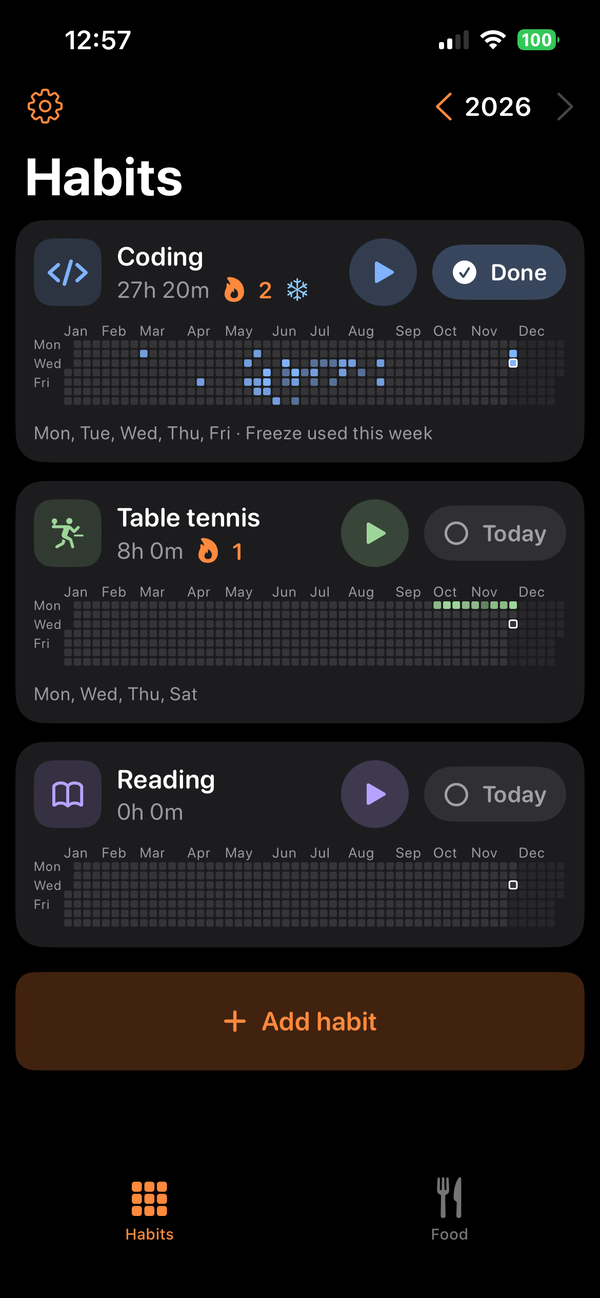 12:57
100
2026
Habits
Coding
27h 20m 2
Done
Jan Feb Mar Apr May Jun Jul Aug Sep Oct Nov Dec
Mon
Wed
Fri
Mon, Tue, Wed, Thu, Fri · Freeze used this week
Table tennis
8h 0m 1
Today
Jan Feb Mar Apr May Jun Jul Aug Sep Oct Nov Dec
Mon
Wed
Fri
Mon, Wed, Thu, Sat
Reading
0h 0m
Today
Jan Feb Mar Apr May Jun Jul Aug Sep Oct Nov Dec
Mon
Wed
Fri
+ Add habit
Habits
Food